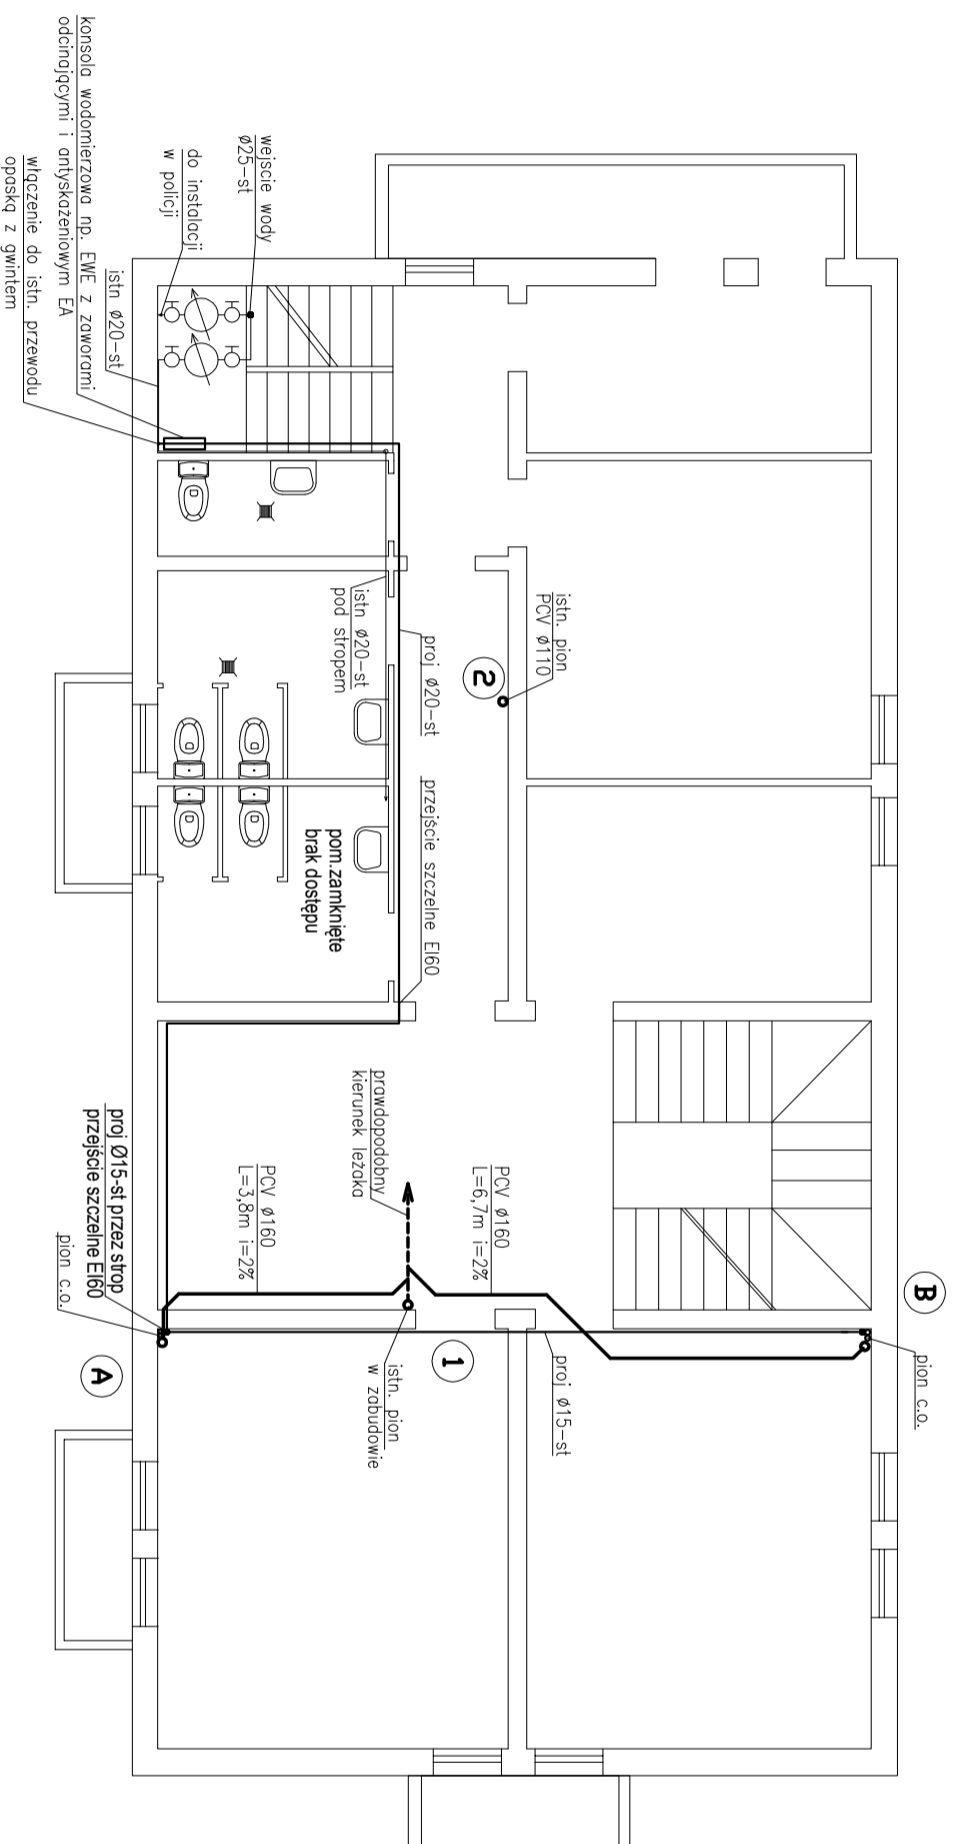 konsola wodomierzowa np. EWE z zaworami
odcinającymi i antyskażeniowym EA
włączenie do istn. przewodu
opaską z gwintem
istn ø20-st
do instalacji
w policji
wejscie wody
ø25-st
istn ø20-st
pod stropem
proj ø20-st
istn. pion
PCV ø110
2
przejście szczelne EI60
pom.zamknięte
brak dostępu
prawdopodobny
kierunek leżaka
PCV ø160
L=3,8m i=2%
PCV ø160
L=6,7m i=2%
proj Ø15-st przez strop
przejście szczelne EI60
pion c.o.
A
istn. pion
w zabudowie
1
proj ø15-st
B
pion c.o.